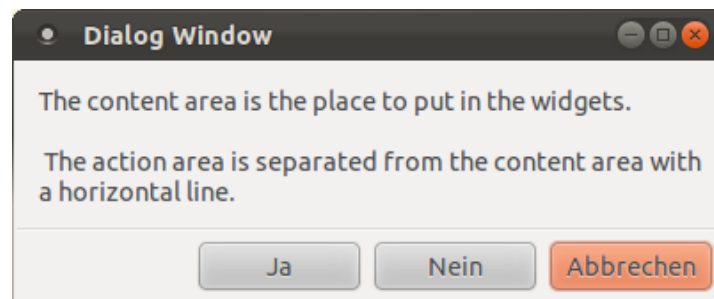 Dialog Window
The content area is the place to put in the widgets.
The action area is separated from the content area with
a horizontal line.
Ja Nein Abbrechen